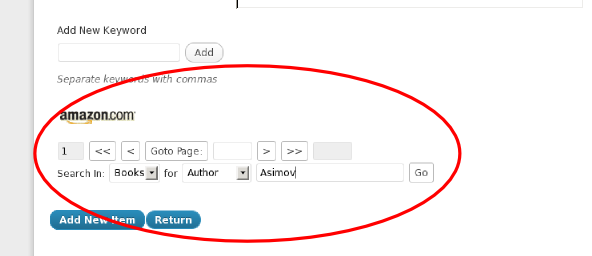 Add New Keyword
Add
Separate keywords with commas
amazon.com
1 << < Goto Page: > >>
Search In: Books for Author Asimov Go
Add New Item Return